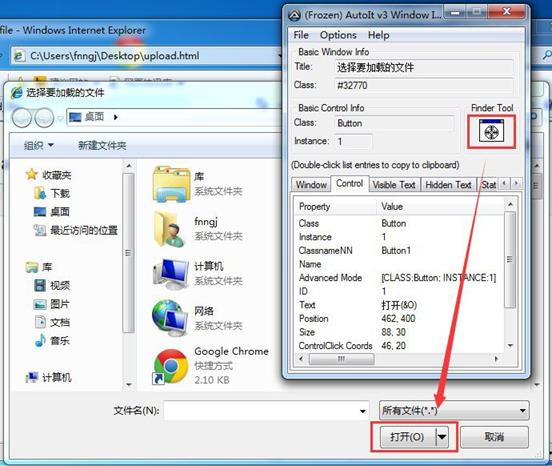 file - Windows Internet Explorer
C:\Users\fnngj\Desktop\upload.html
选择要加载的文件
桌面
组织
新建文件夹
收藏夹
下载
桌面
最近访问的位置
库
视频
图片
文档
音乐
计算机
库
系统文件夹
fnngj
系统文件夹
计算机
系统文件夹
网络
系统文件夹
Google Chrome
快捷方式
2.10 KB
文件名(N):
所有文件(*.*)
打开(O)
取消
(Frozen) AutoIt v3 Window I...
File Options Help
Basic Window Info
Title: 选择要加载的文件
Class: #32770
Basic Control Info
Class: Button
Instance: 1
Finder Tool
(Double-click list entries to copy to clipboard)
Window Control Visible Text Hidden Text Stat
Property Value
Class Button
Instance 1
ClassnameNN Button1
Name
Advanced Mode [CLASS:Button; INSTANCE:1]
ID 1
Text 打开(&O)
Position 462, 400
Size 88, 30
ControlClick Coords 46, 20